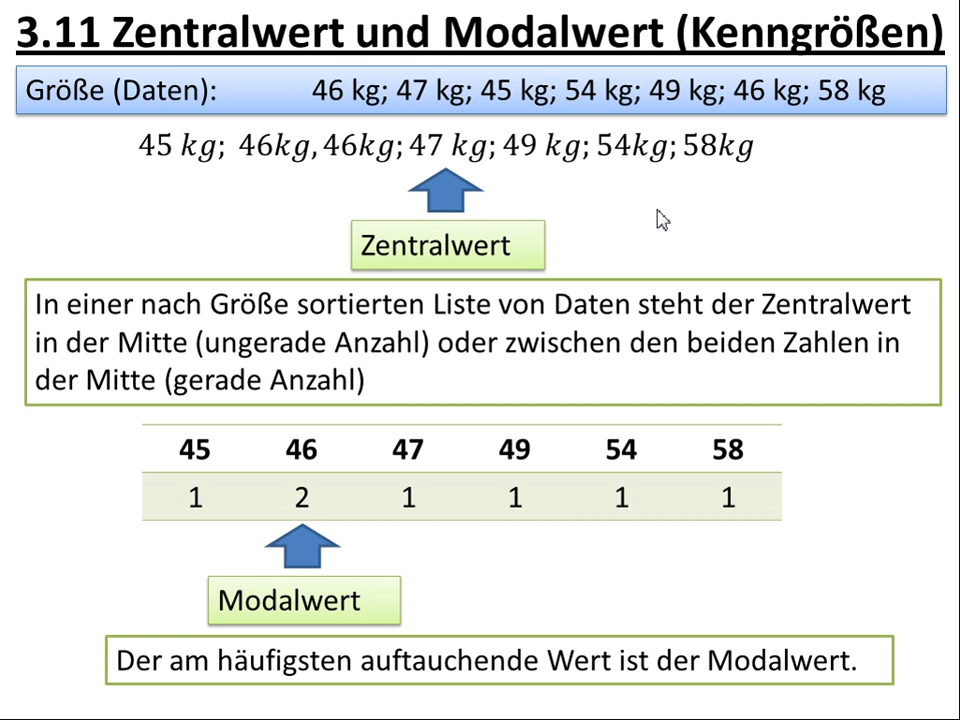 3.11 Zentralwert und Modalwert (Kenngrößen)
Größe (Daten): 46 kg; 47 kg; 45 kg; 54 kg; 49 kg; 46 kg; 58 kg
45 kg; 46kg, 46kg; 47 kg; 49 kg; 54kg; 58kg
Zentralwert
In einer nach Größe sortierten Liste von Daten steht der Zentralwert
in der Mitte (ungerade Anzahl) oder zwischen den beiden Zahlen in
der Mitte (gerade Anzahl)
45 46 47 49 54 58
1 2 1 1 1 1
Modalwert
Der am häufigsten auftauchende Wert ist der Modalwert.